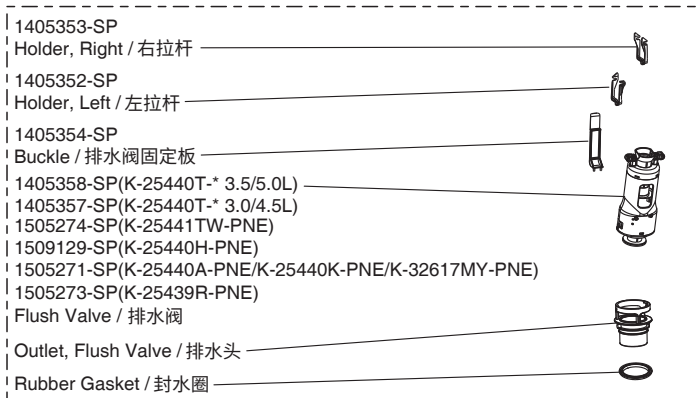 1405353-SP
Holder, Right / 右拉杆
1405352-SP
Holder, Left / 左拉杆
1405354-SP
Buckle / 排水阀固定板
1405358-SP(K-25440T-* 3.5/5.0L)
1405357-SP(K-25440T-* 3.0/4.5L)
1505274-SP(K-25441TW-PNE)
1509129-SP(K-25440H-PNE)
1505271-SP(K-25440A-PNE/K-25440K-PNE/K-32617MY-PNE)
1505273-SP(K-25439R-PNE)
Flush Valve / 排水阀
Outlet, Flush Valve / 排水头
Rubber Gasket / 封水圈